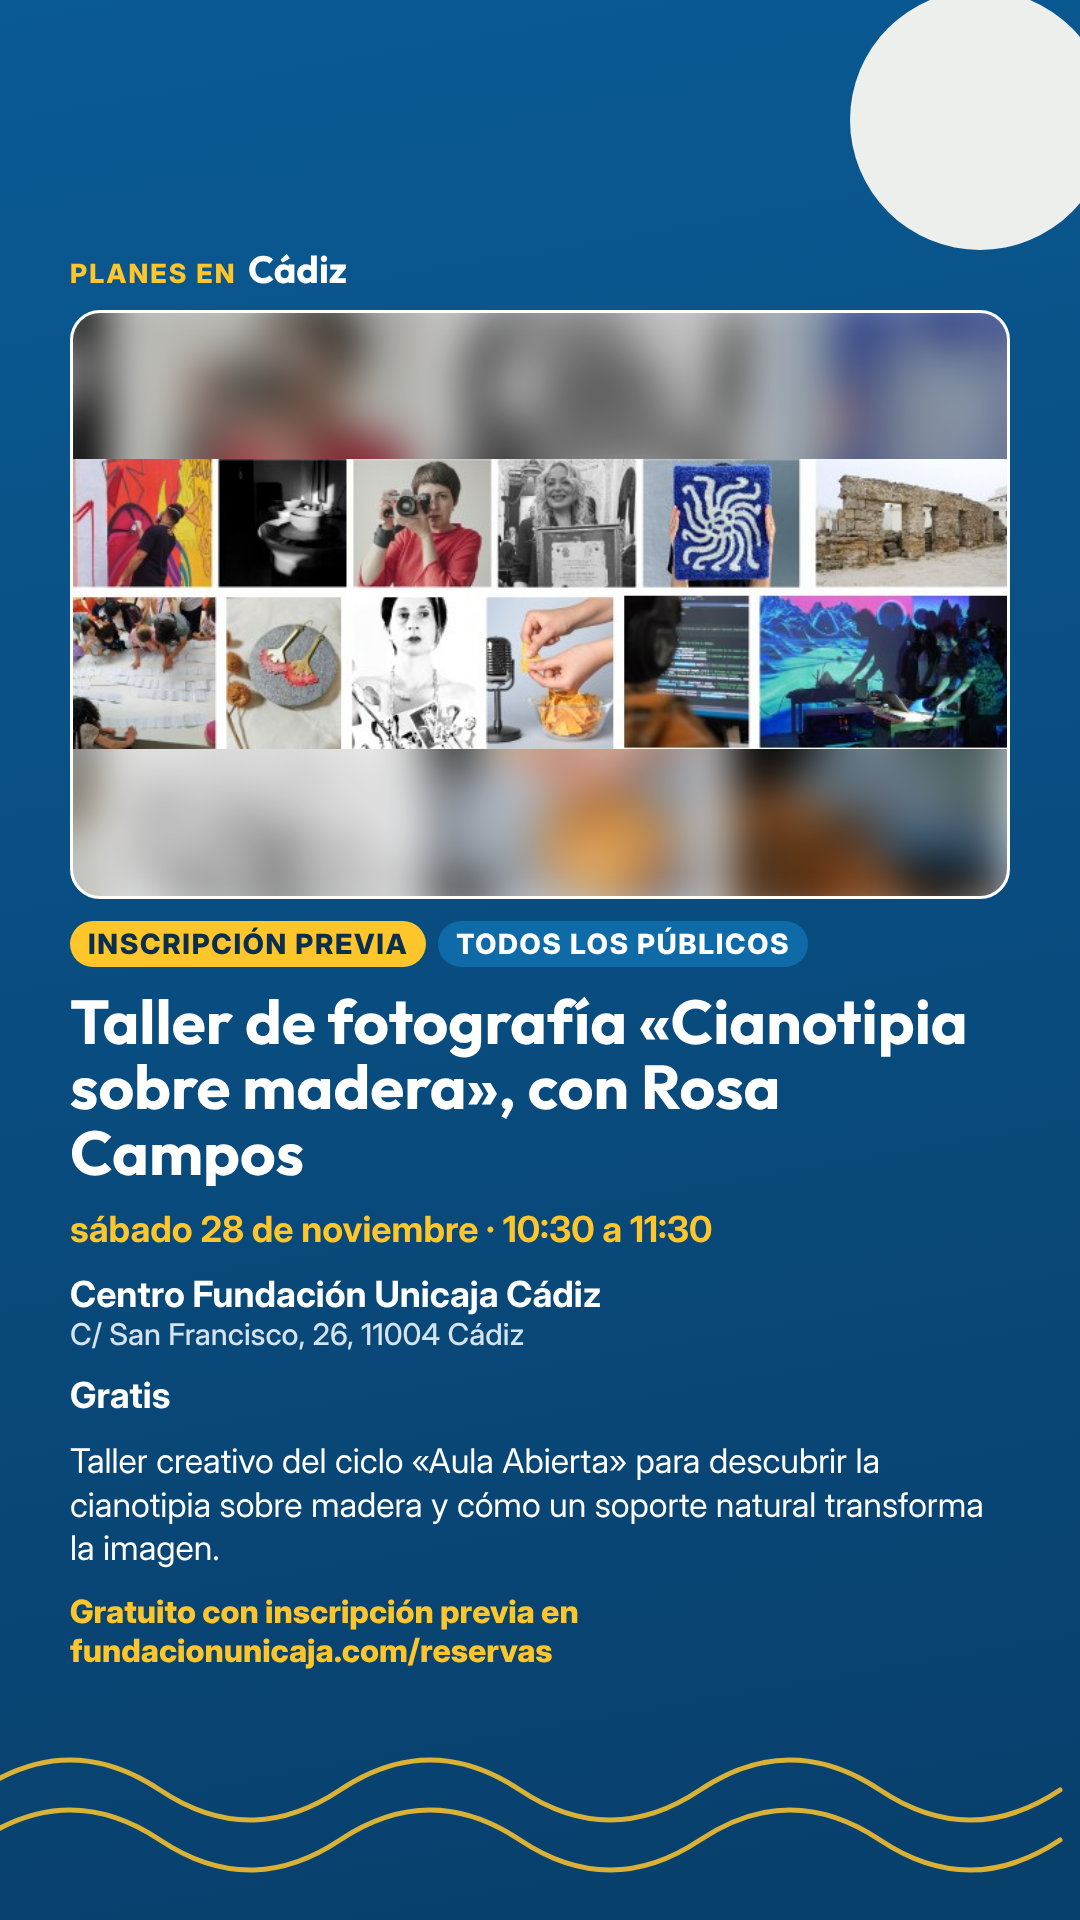 PLANES EN Cádiz
INSCRIPCIÓN PREVIA TODOS LOS PÚBLICOS
Taller de fotografía «Cianotipia
sobre madera», con Rosa
Campos
sábado 28 de noviembre · 10:30 a 11:30
Centro Fundación Unicaja Cádiz
C/ San Francisco, 26, 11004 Cádiz
Gratis
Taller creativo del ciclo «Aula Abierta» para descubrir la
cianotipia sobre madera y cómo un soporte natural transforma
la imagen.
Gratuito con inscripción previa en
fundacionunicaja.com/reservas